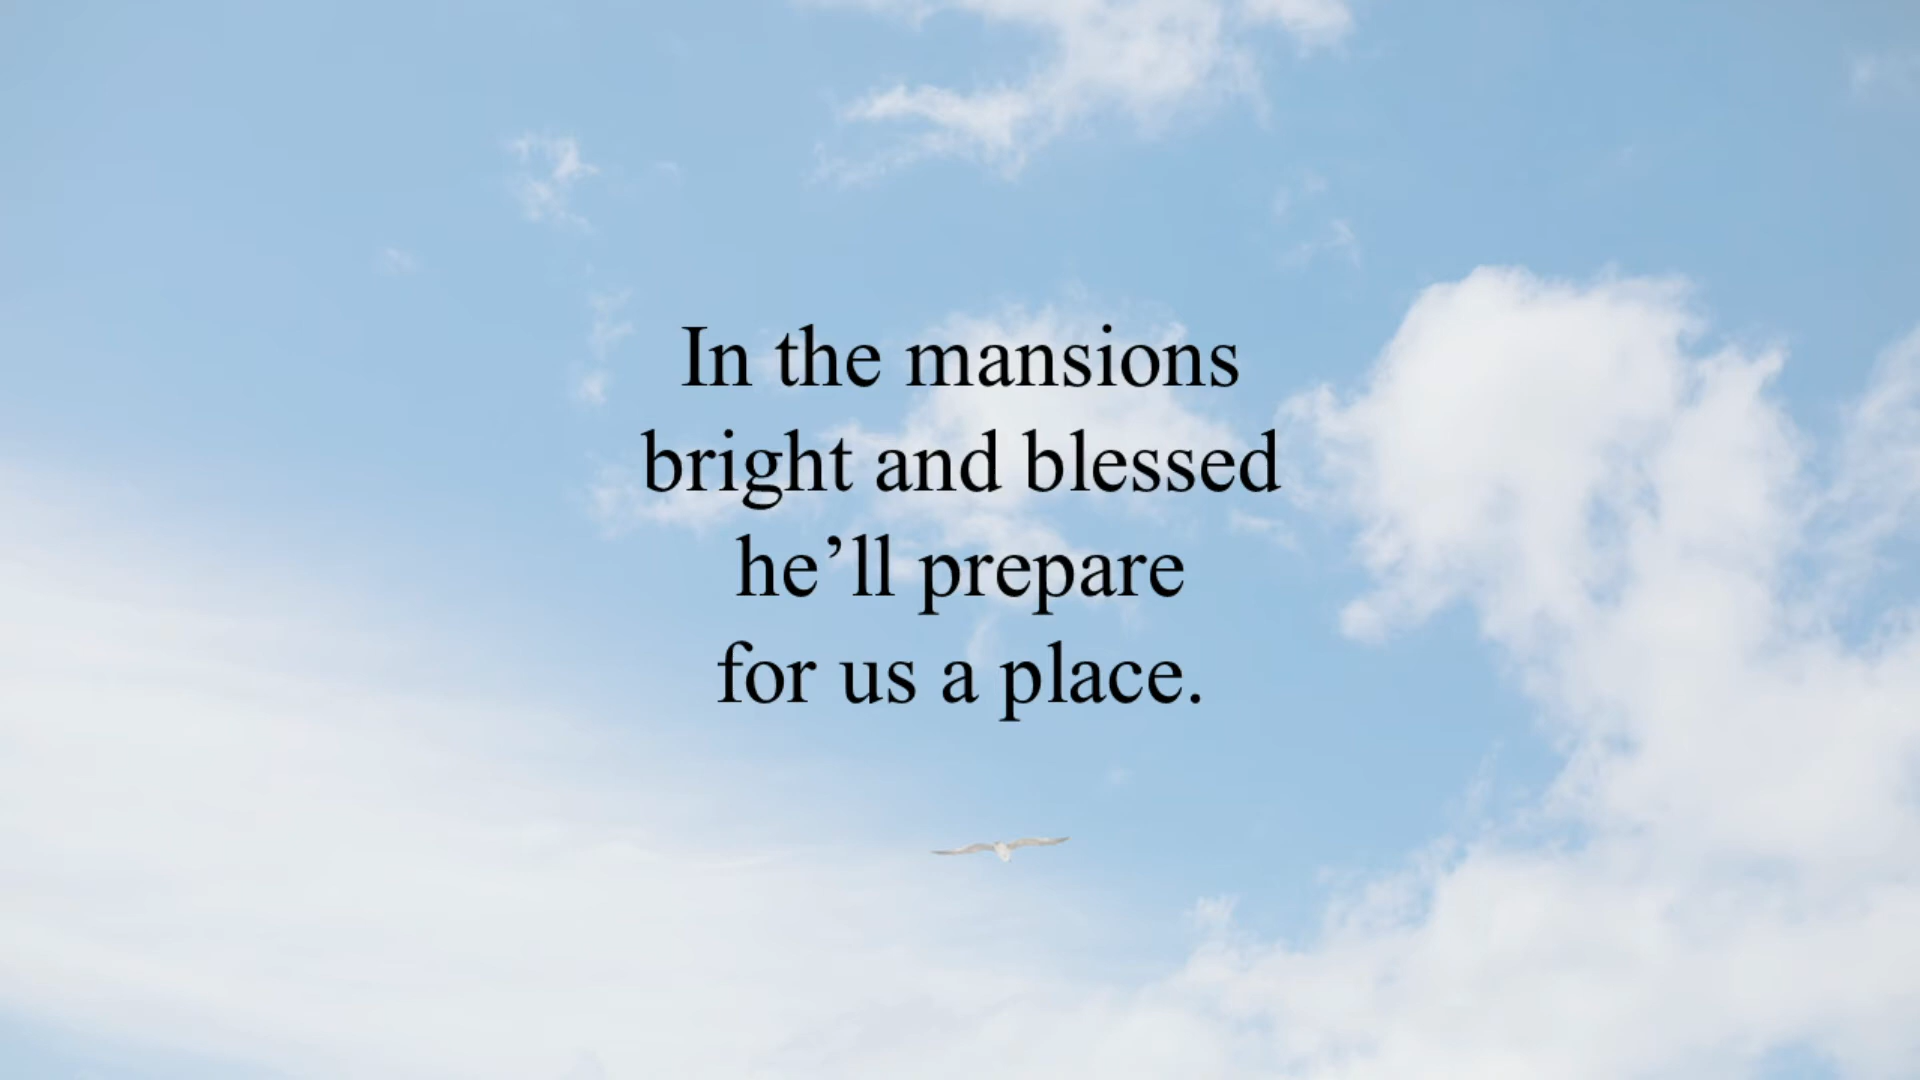 In the mansions
bright and blessed
he’ll prepare
for us a place.